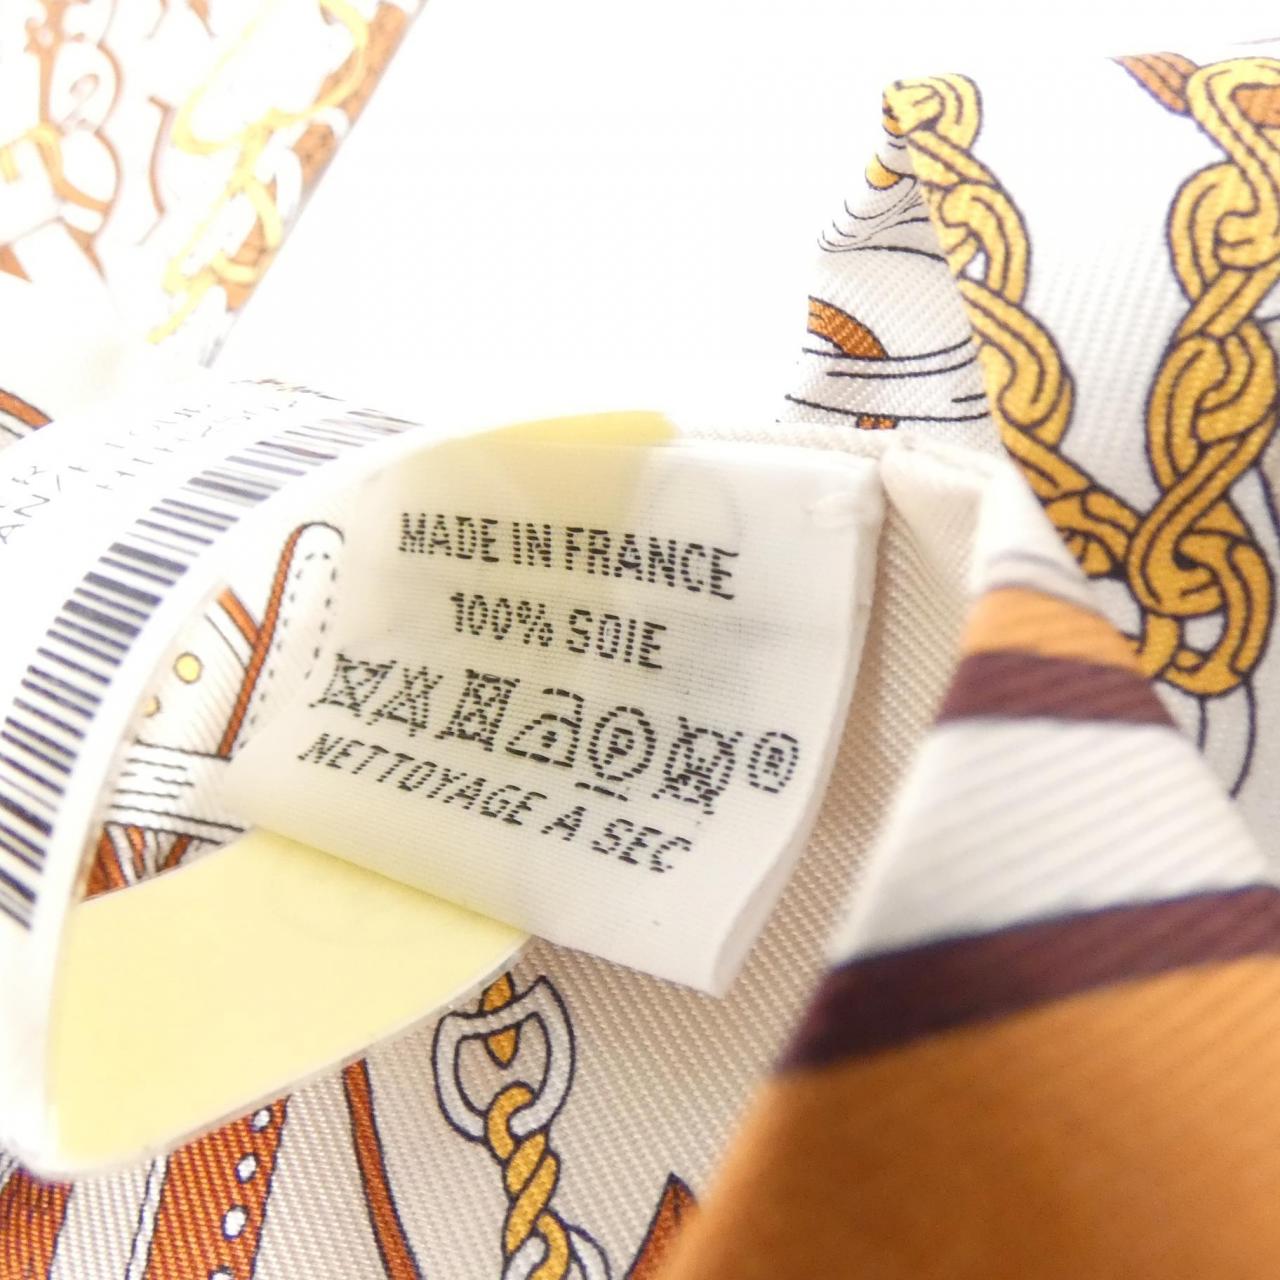 MADE IN FRANCE
100% SOIE
P
NETTOYAGE A SEC